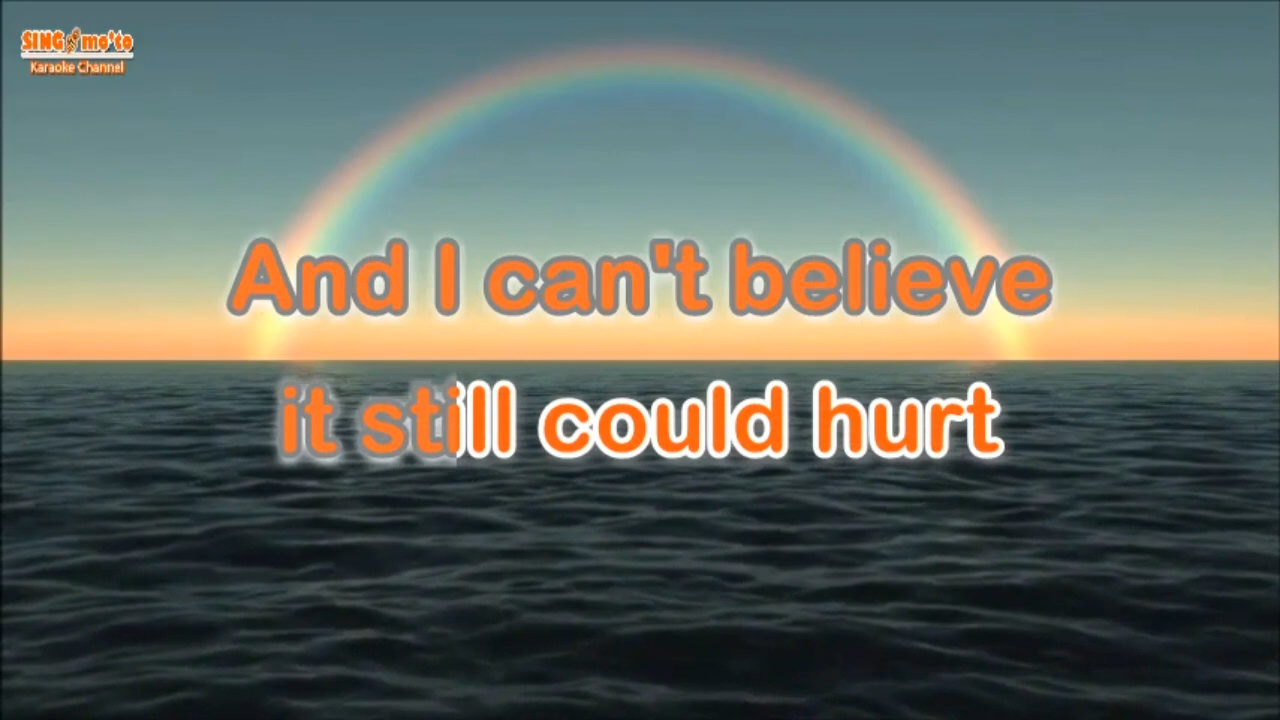 SING mo'to
Karaoke Channel
And I can't believe
it still could hurt